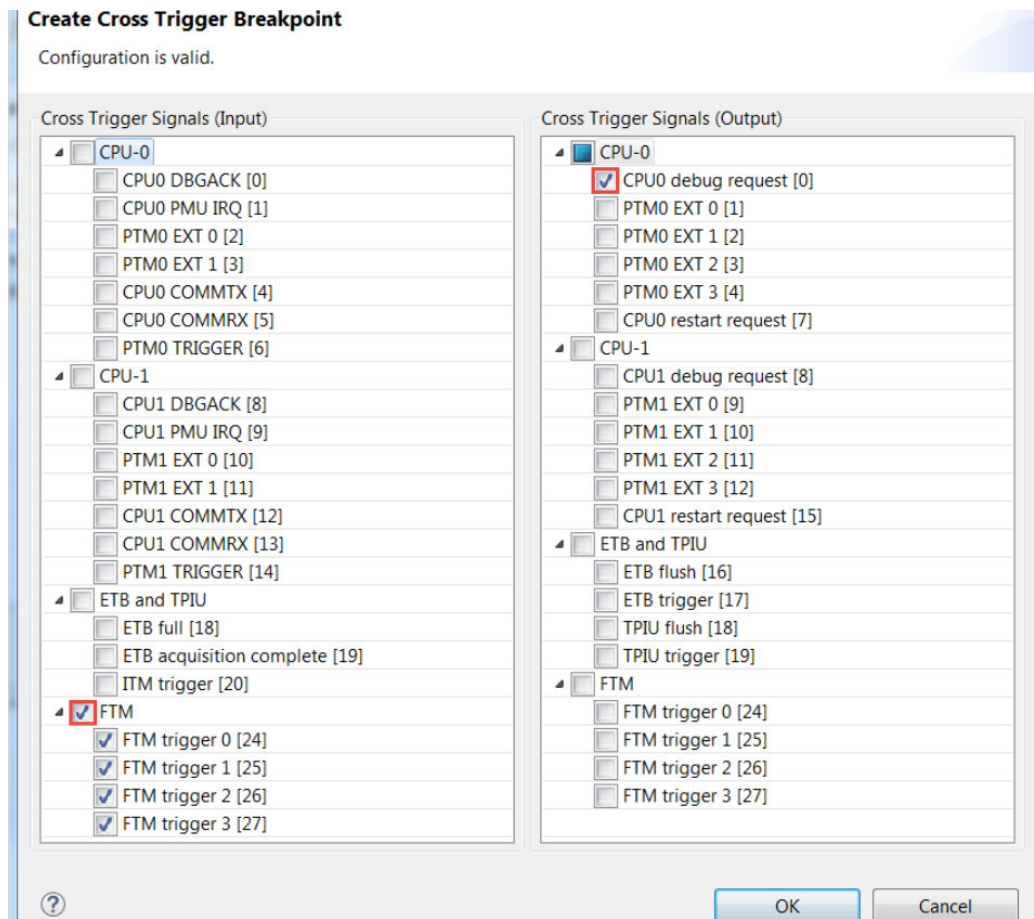 Create Cross Trigger Breakpoint
Configuration is valid.
Cross Trigger Signals (Input)
CPU-0
CPU0 DBGACK [0]
CPU0 PMU IRQ [1]
PTM0 EXT 0 [2]
PTM0 EXT 1 [3]
CPU0 COMMTX [4]
CPU0 COMMRX [5]
PTM0 TRIGGER [6]
CPU-1
CPU1 DBGACK [8]
CPU1 PMU IRQ [9]
PTM1 EXT 0 [10]
PTM1 EXT 1 [11]
CPU1 COMMTX [12]
CPU1 COMMRX [13]
PTM1 TRIGGER [14]
ETB and TPIU
ETB full [18]
ETB acquisition complete [19]
ITM trigger [20]
FTM
FTM trigger 0 [24]
FTM trigger 1 [25]
FTM trigger 2 [26]
FTM trigger 3 [27]
Cross Trigger Signals (Output)
CPU-0
CPU0 debug request [0]
PTM0 EXT 0 [1]
PTM0 EXT 1 [2]
PTM0 EXT 2 [3]
PTM0 EXT 3 [4]
CPU0 restart request [7]
CPU-1
CPU1 debug request [8]
PTM1 EXT 0 [9]
PTM1 EXT 1 [10]
PTM1 EXT 2 [11]
PTM1 EXT 3 [12]
CPU1 restart request [15]
ETB and TPIU
ETB flush [16]
ETB trigger [17]
TPIU flush [18]
TPIU trigger [19]
FTM
FTM trigger 0 [24]
FTM trigger 1 [25]
FTM trigger 2 [26]
FTM trigger 3 [27]
?
OK
Cancel